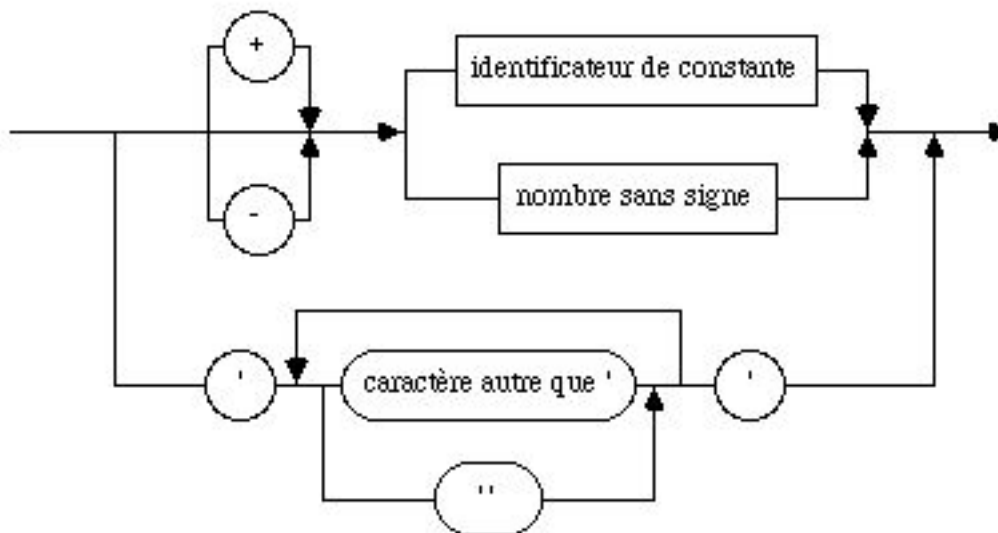 +
identificateur de constante
-
nombre sans signe
'
caractère autre que '
'
''